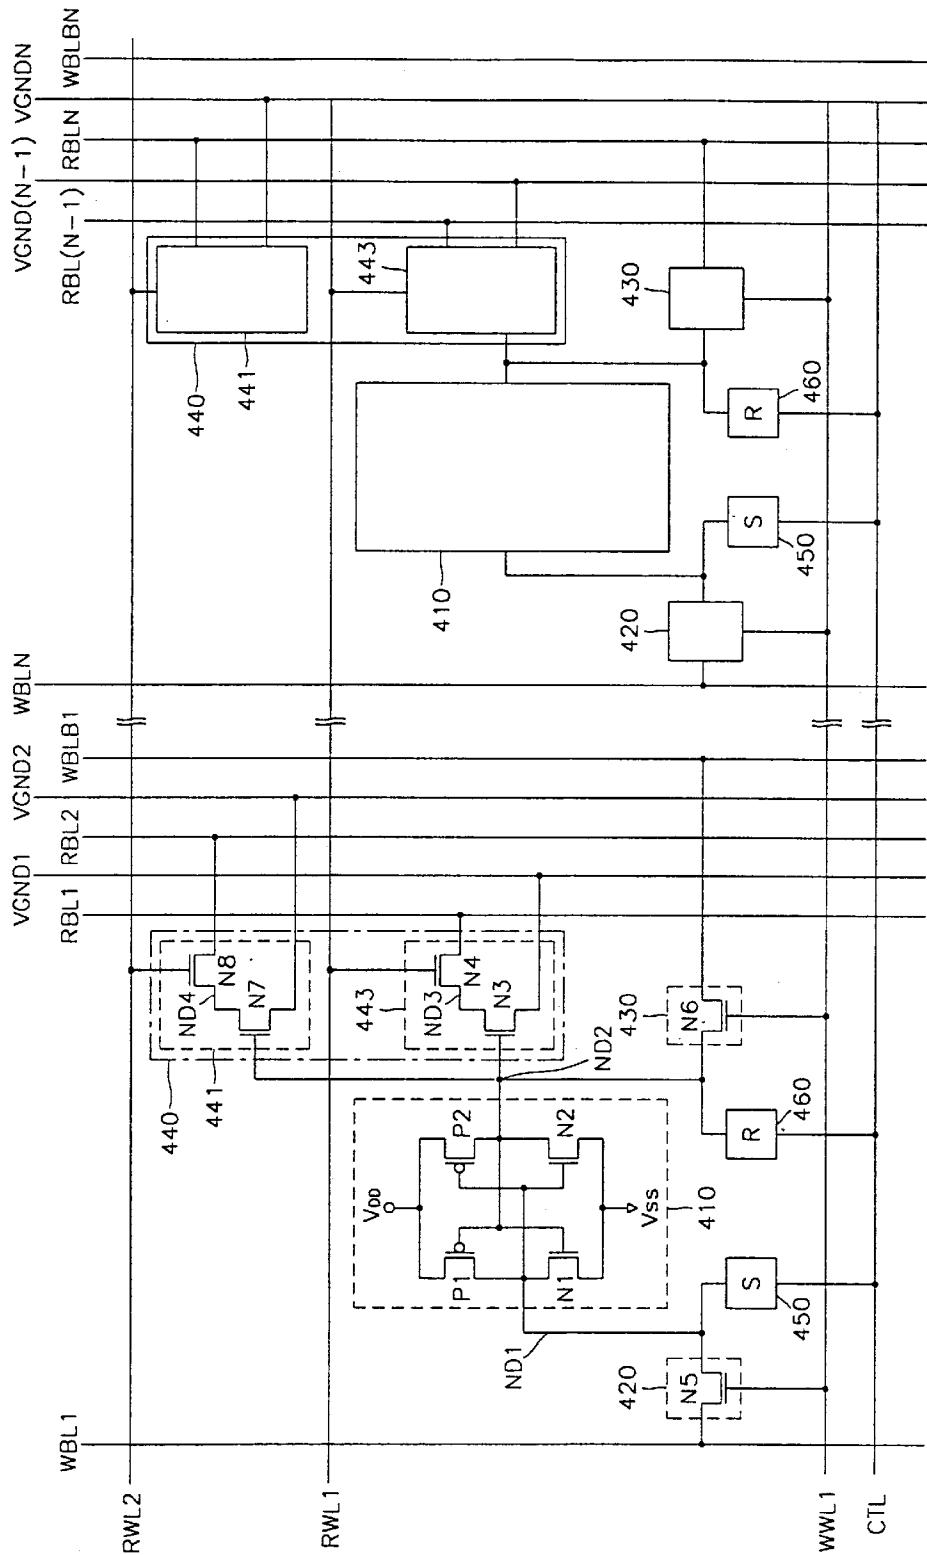 WBL1
RBL1
VGND1
RBL2
VGND2
WBLB1
WBLN
RBL(N-1)
VGND(N-1)
RBLN
VGNDN
WBLBN
RWL2
440
441
ND4
N8
N7
440
441
RWL1
443
ND3
N4
N3
443
ND2
VDD
P1
P2
N1
N2
VSS
410
410
ND1
420
N5
430
N6
420
430
S
450
R
460
S
450
R
460
WWL1
CTL